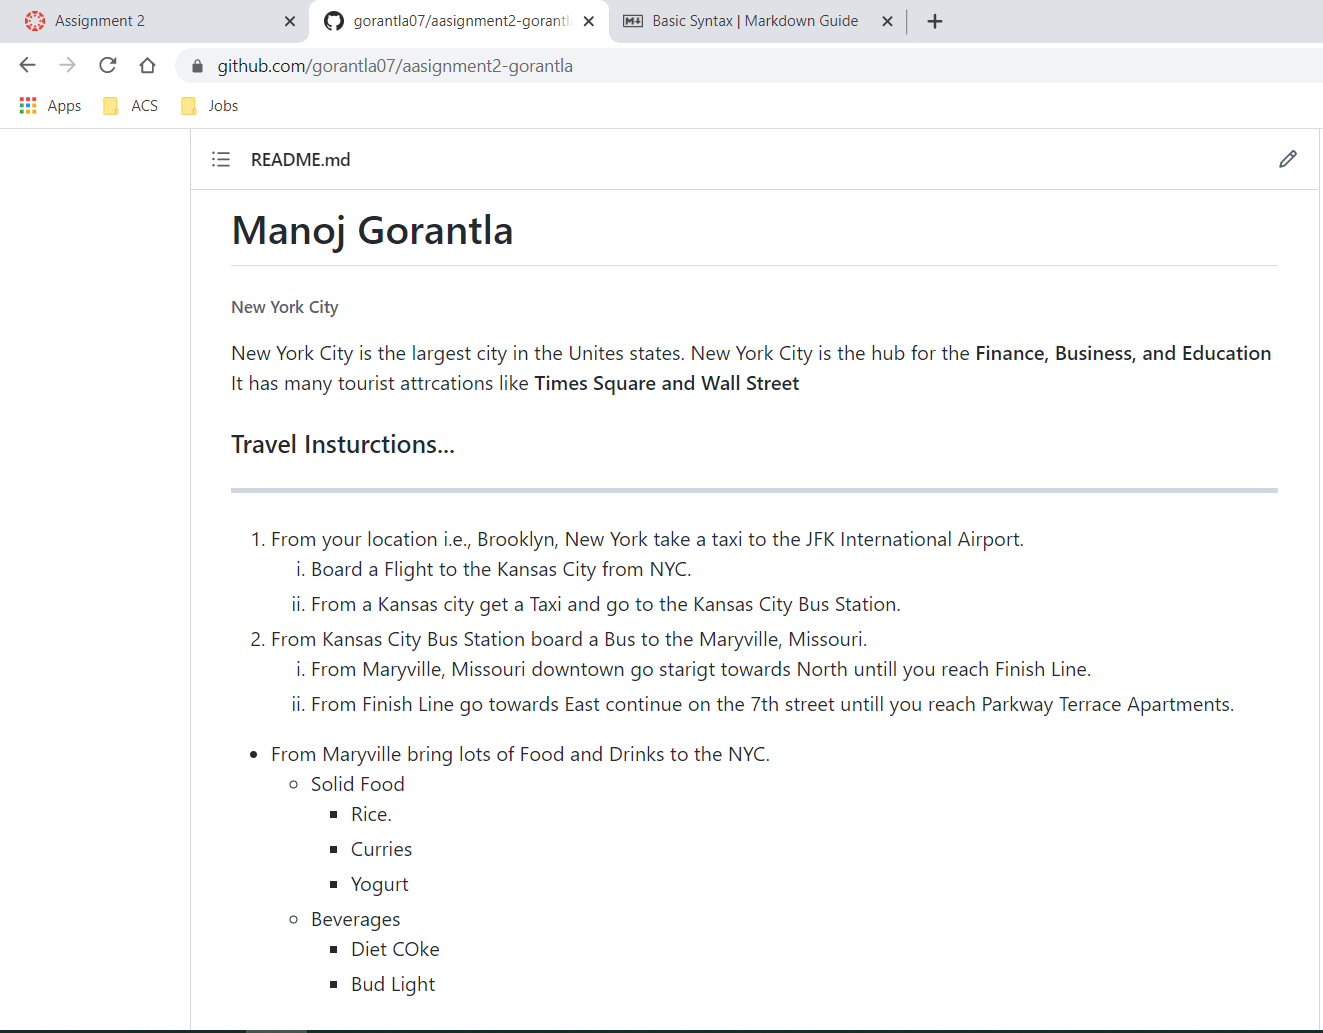 Assignment 2
gorantla07/aasignment2-gorantl
Basic Syntax | Markdown Guide
github.com/gorantla07/aasignment2-gorantla
Apps
ACS
Jobs
README.md
Manoj Gorantla
New York City
New York City is the largest city in the Unites states. New York City is the hub for the Finance, Business, and Education
It has many tourist attrcations like Times Square and Wall Street
Travel Insturctions...
1. From your location i.e., Brooklyn, New York take a taxi to the JFK International Airport.
i. Board a Flight to the Kansas City from NYC.
ii. From a Kansas city get a Taxi and go to the Kansas City Bus Station.
2. From Kansas City Bus Station board a Bus to the Maryville, Missouri.
i. From Maryville, Missouri downtown go starigt towards North untill you reach Finish Line.
ii. From Finish Line go towards East continue on the 7th street untill you reach Parkway Terrace Apartments.
• From Maryville bring lots of Food and Drinks to the NYC.
◦ Solid Food
▪ Rice.
▪ Curries
▪ Yogurt
◦ Beverages
▪ Diet COke
▪ Bud Light